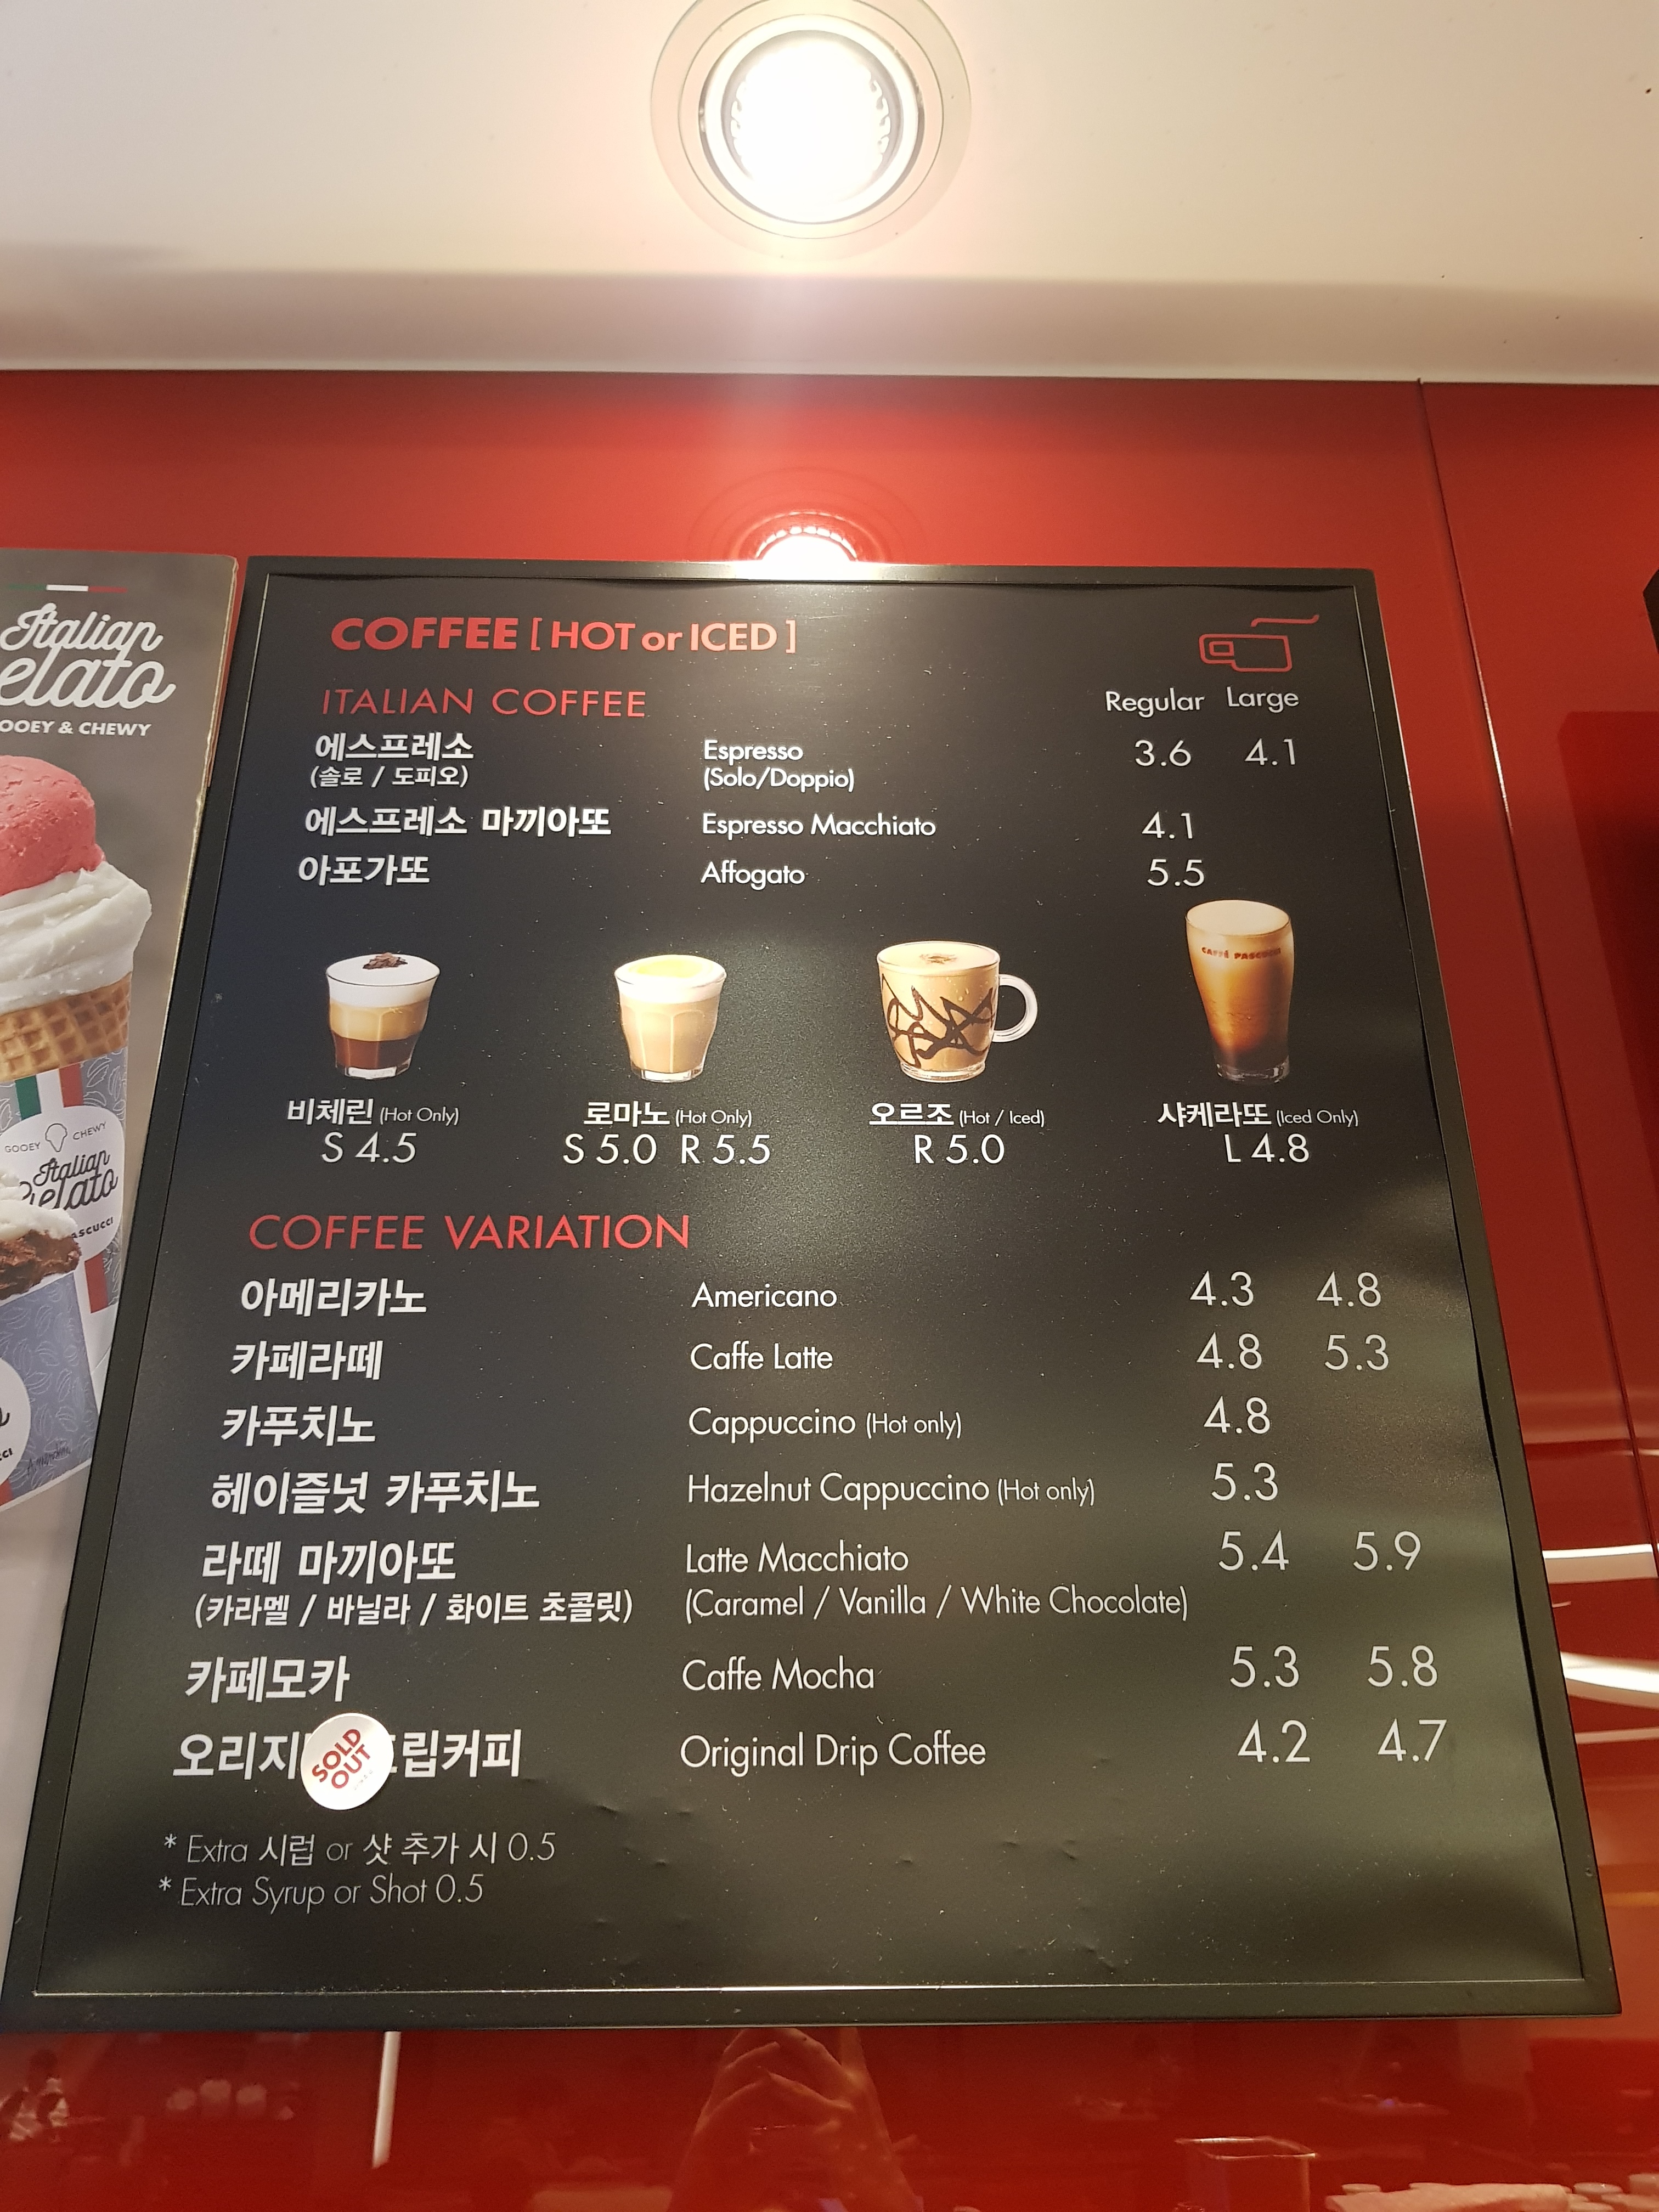 Italian
elato
OOEY & CHEWY
GOOEY CHEWY
Italian
Gelato
ASCUCCI
CCI
COFFEE [ HOT or ICED ]
ITALIAN COFFEE
Regular Large
에스프레소 Espresso 3.6 4.1
(솔로 / 도피오) (Solo/Doppio)
에스프레소 마끼아또 Espresso Macchiato 4.1
아포가또 Affogato 5.5
CAFFÈ PASCUCCI
비체린 (Hot Only) 로마노 (Hot Only) 오르조 (Hot / Iced) 샤케라또 (Iced Only)
S 4.5 S 5.0 R 5.5 R 5.0 L 4.8
COFFEE VARIATION
아메리카노 Americano 4.3 4.8
카페라떼 Caffe Latte 4.8 5.3
카푸치노 Cappuccino (Hot only) 4.8
헤이즐넛 카푸치노 Hazelnut Cappuccino (Hot only) 5.3
라떼 마끼아또 Latte Macchiato 5.4 5.9
(카라멜 / 바닐라 / 화이트 초콜릿) (Caramel / Vanilla / White Chocolate)
카페모카 Caffe Mocha 5.3 5.8
오리지 립커피 Original Drip Coffee 4.2 4.7
SOLD
OUT
* Extra 시럽 or 샷 추가 시 0.5
* Extra Syrup or Shot 0.5